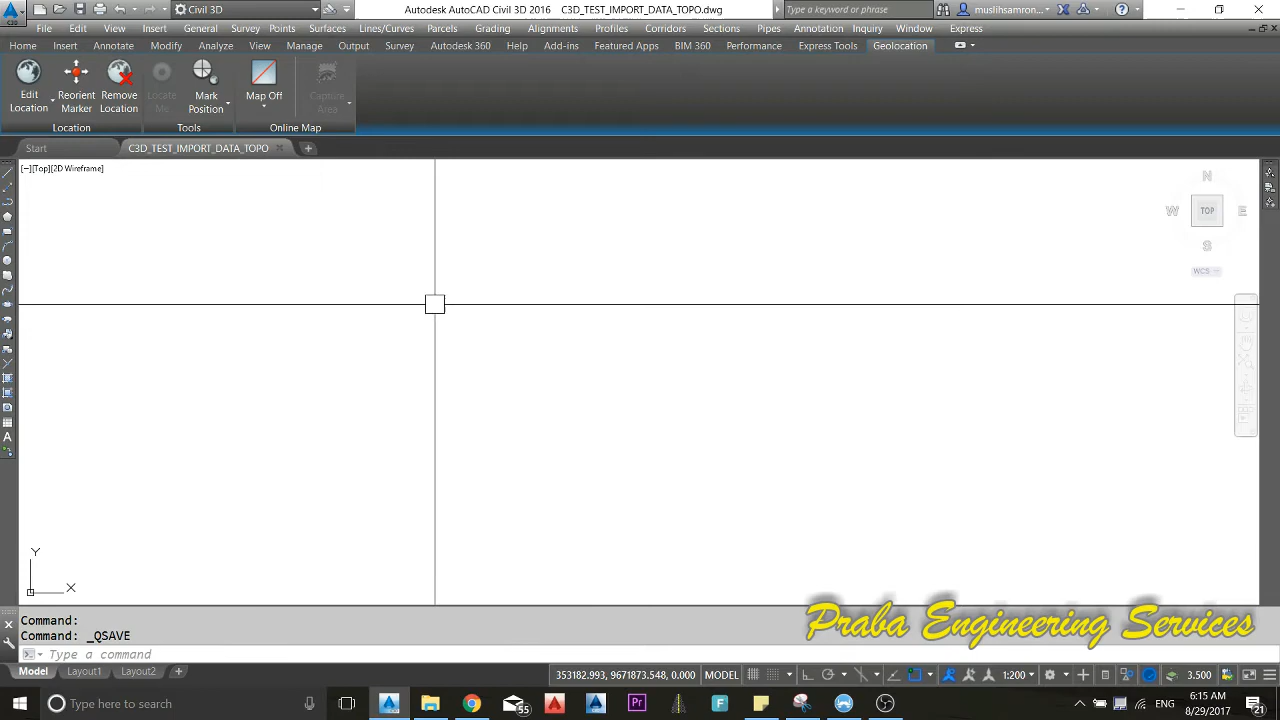 Civil 3D
Autodesk AutoCAD Civil 3D 2016 C3D_TEST_IMPORT_DATA_TOPO.dwg
Type a keyword or phrase
muslihsamron...
File Edit View Insert General Survey Points Surfaces Lines/Curves Parcels Grading Alignments Profiles Corridors Sections Pipes Annotation Inquiry Window Express
Home Insert Annotate Modify Analyze View Manage Output Survey Autodesk 360 Help Add-ins Featured Apps BIM 360 Performance Express Tools Geolocation
Edit Location
Reorient Marker
Remove Location
Locate Me
Mark Position
Map Off
Capture Area
Location Tools Online Map
Start C3D_TEST_IMPORT_DATA_TOPO
[−][Top][2D Wireframe]
N
W TOP E
S
WCS
Y
X
Command:
Command: _QSAVE
Type a command
Praba Engineering Services
Model Layout1 Layout2 +
353182.993, 9671873.548, 0.000 MODEL 1:200 3.500
Type here to search
55
Pr
F
ENG
6:15 AM
8/29/2017
21